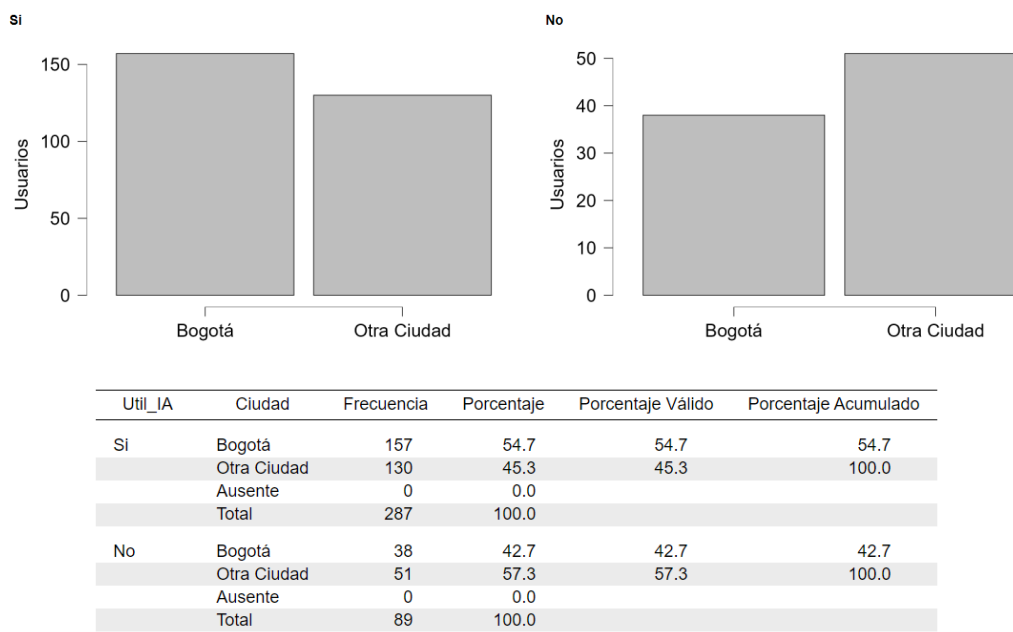 Si
No
Usuarios
150
100
50
0
Bogotá Otra Ciudad
Usuarios
50
40
30
20
10
0
Bogotá Otra Ciudad
Util_IA Ciudad Frecuencia Porcentaje Porcentaje Válido Porcentaje Acumulado
Si Bogotá 157 54.7 54.7 54.7
Otra Ciudad 130 45.3 45.3 100.0
Ausente 0 0.0
Total 287 100.0
No Bogotá 38 42.7 42.7 42.7
Otra Ciudad 51 57.3 57.3 100.0
Ausente 0 0.0
Total 89 100.0